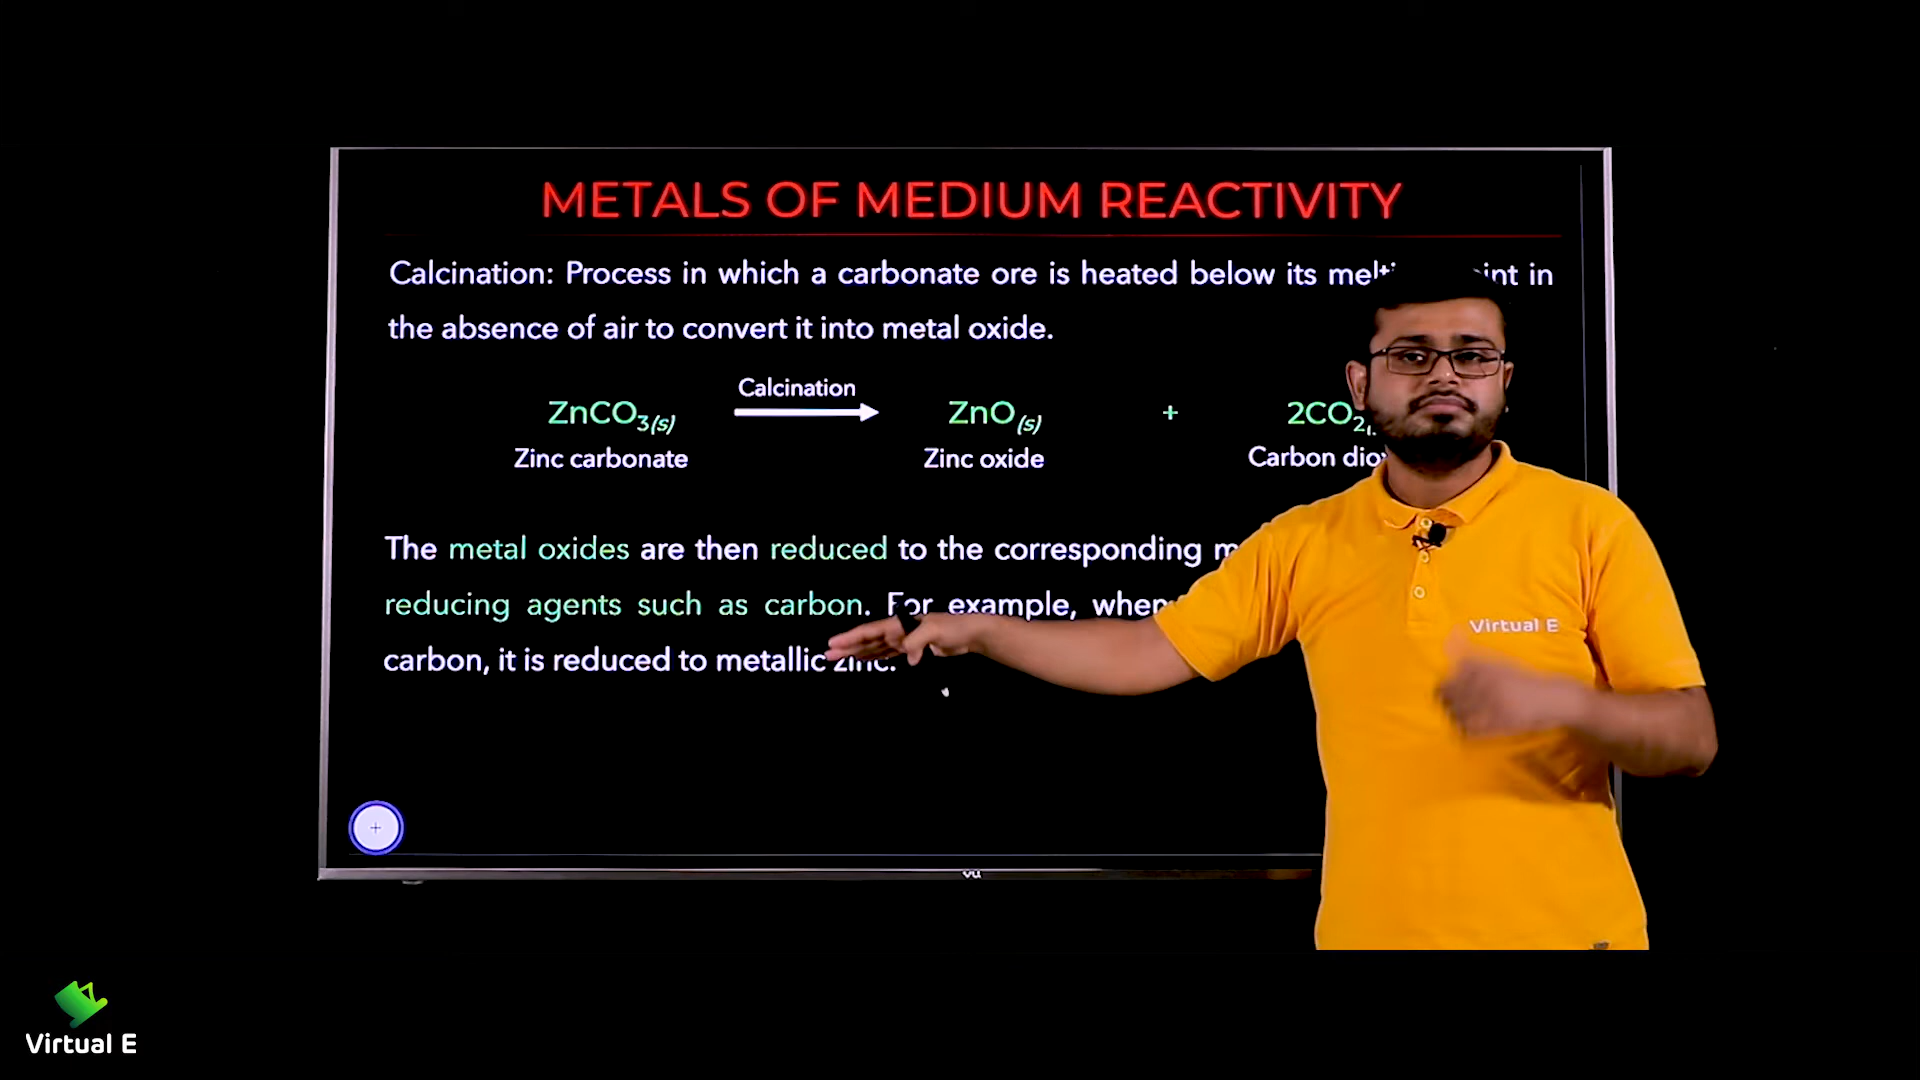 METALS OF MEDIUM REACTIVITY
Calcination: Process in which a carbonate ore is heated below its in
the absence of air to convert it into metal oxide.
Calcination
ZnCO3(s) ZnO(s) + 2CO2
Zinc carbonate Zinc oxide Carbon
The metal oxides are then reduced to the corresponding
reducing agents such as carbon. For example, when
carbon, it is reduced to metallic zinc.
Virtual E
vu
Virtual E